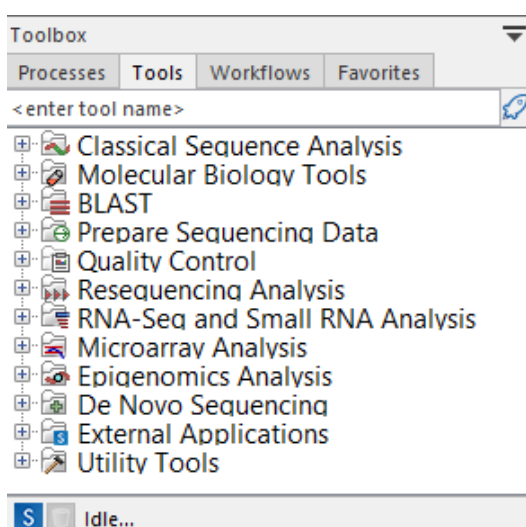 Toolbox
Processes Tools Workflows Favorites
<enter tool name>
Classical Sequence Analysis
Molecular Biology Tools
BLAST
Prepare Sequencing Data
Quality Control
Resequencing Analysis
RNA-Seq and Small RNA Analysis
Microarray Analysis
Epigenomics Analysis
De Novo Sequencing
External Applications
Utility Tools
S Idle...